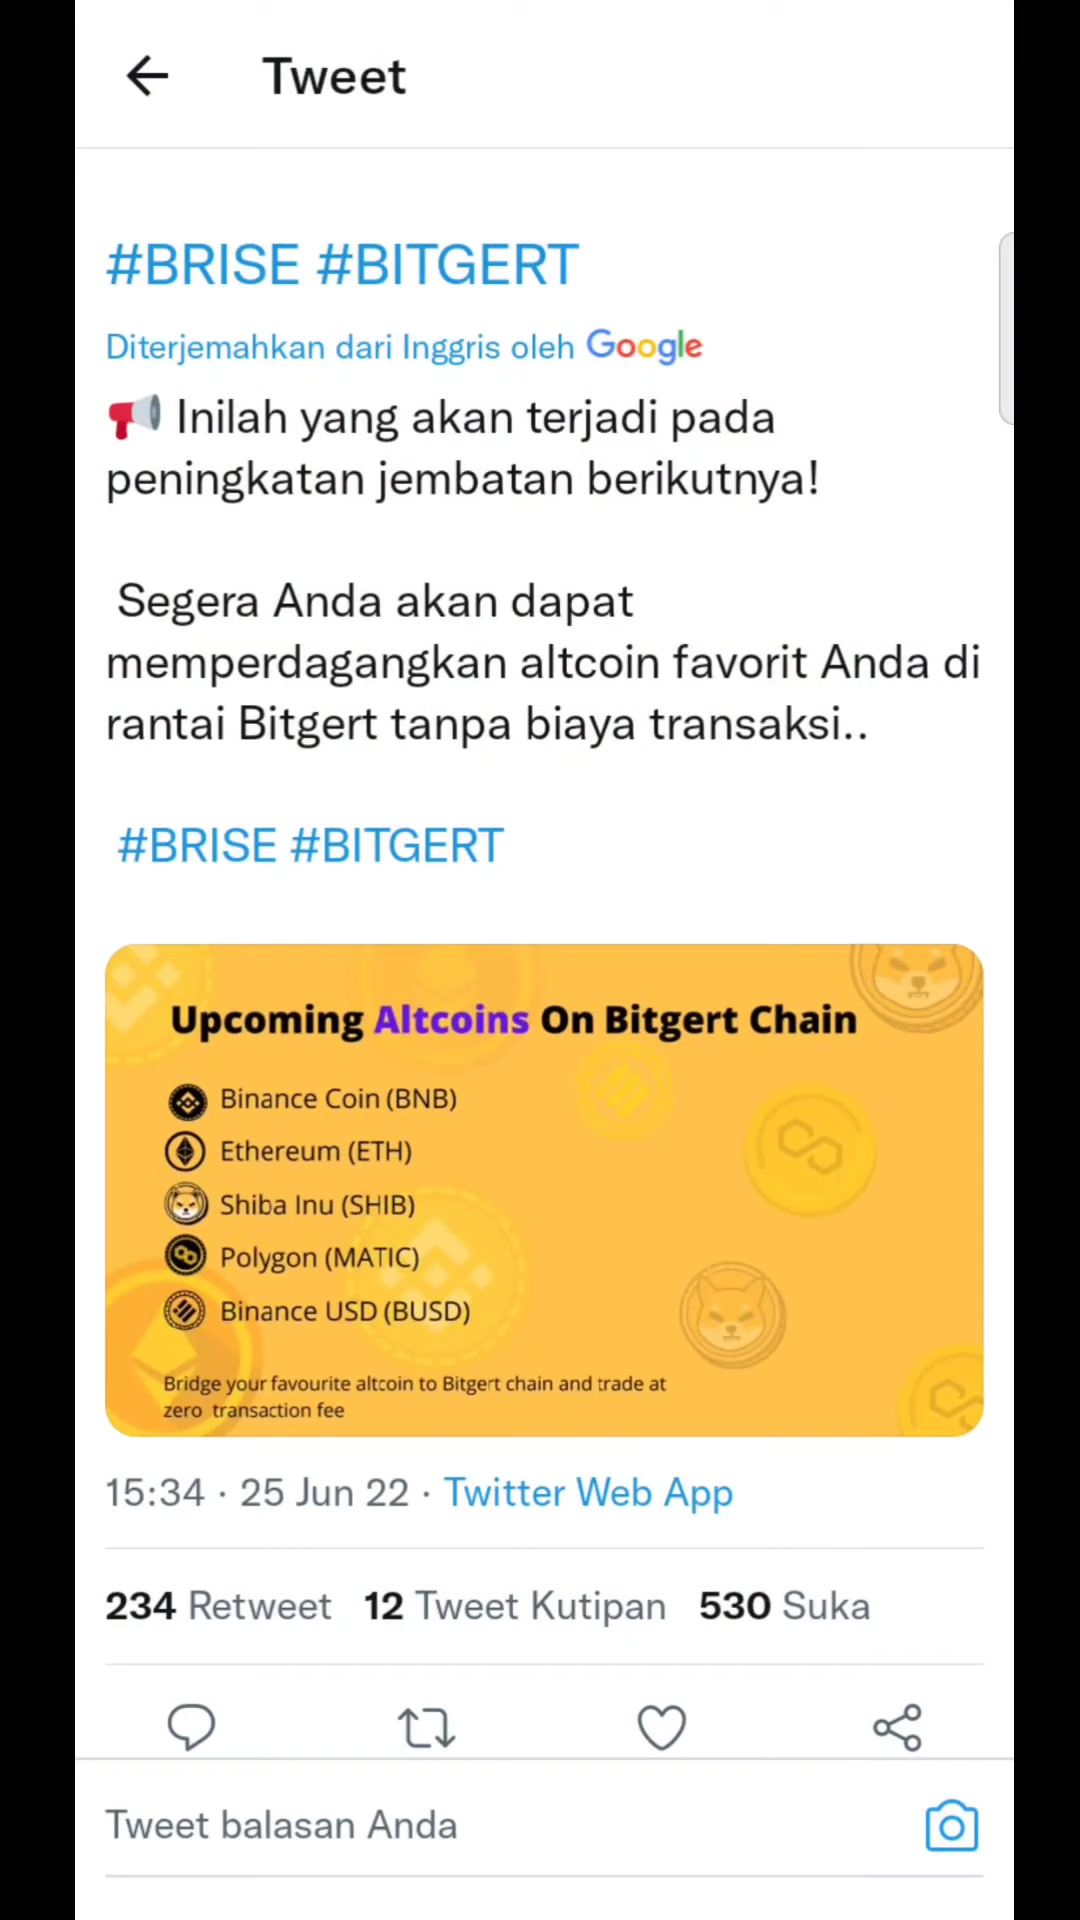 Tweet
#BRISE #BITGERT
Diterjemahkan dari Inggris oleh Google
Inilah yang akan terjadi pada
peningkatan jembatan berikutnya!
Segera Anda akan dapat
memperdagangkan altcoin favorit Anda di
rantai Bitgert tanpa biaya transaksi..
#BRISE #BITGERT
Upcoming Altcoins On Bitgert Chain
Binance Coin (BNB)
Ethereum (ETH)
Shiba Inu (SHIB)
Polygon (MATIC)
Binance USD (BUSD)
Bridge your favourite altcoin to Bitgert chain and trade at
zero transaction fee
15:34 · 25 Jun 22 · Twitter Web App
234 Retweet 12 Tweet Kutipan 530 Suka
Tweet balasan Anda